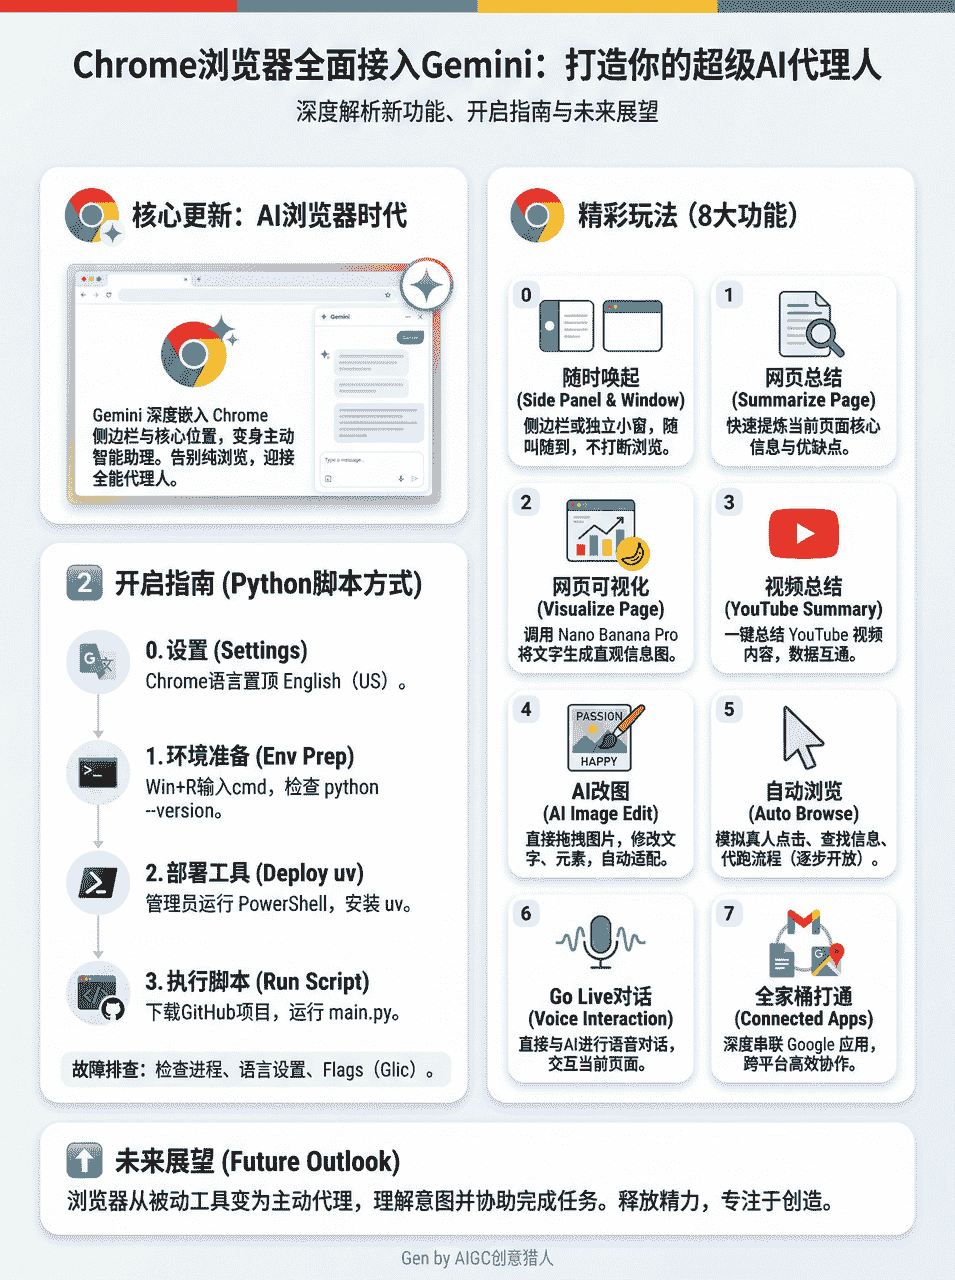 Chrome浏览器全面接入Gemini：打造你的超级AI代理人
深度解析新功能、开启指南与未来展望
核心更新：AI浏览器时代
Gemini
Gemini 深度嵌入 Chrome
侧边栏与核心位置，变身主动
智能助理。告别纯浏览，迎接
全能代理人。
Type a message...
2 开启指南 (Python脚本方式)
0. 设置 (Settings)
Chrome语言置顶 English（US）。
1. 环境准备 (Env Prep)
Win+R输入cmd，检查 python
--version。
2. 部署工具 (Deploy uv)
管理员运行 PowerShell，安装 uv。
3. 执行脚本 (Run Script)
下载GitHub项目，运行 main.py。
故障排查：检查进程、语言设置、Flags（Glic）。
精彩玩法（8大功能）
0
随时唤起
(Side Panel & Window)
侧边栏或独立小窗，随
叫随到，不打断浏览。
1
网页总结
(Summarize Page)
快速提炼当前页面核心
信息与优缺点。
2
网页可视化
(Visualize Page)
调用 Nano Banana Pro
将文字生成直观信息图。
3
视频总结
(YouTube Summary)
一键总结 YouTube 视频
内容，数据互通。
4
PASSION
HAPPY
AI改图
(AI Image Edit)
直接拖拽图片，修改文
字、元素，自动适配。
5
自动浏览
(Auto Browse)
模拟真人点击、查找信息、
代跑流程（逐步开放）。
6
Go Live对话
(Voice Interaction)
直接与AI进行语音对话，
交互当前页面。
7
全家桶打通
(Connected Apps)
深度串联 Google 应用，
跨平台高效协作。
未来展望 (Future Outlook)
浏览器从被动工具变为主动代理，理解意图并协助完成任务。释放精力，专注于创造。
Gen by AIGC创意猎人